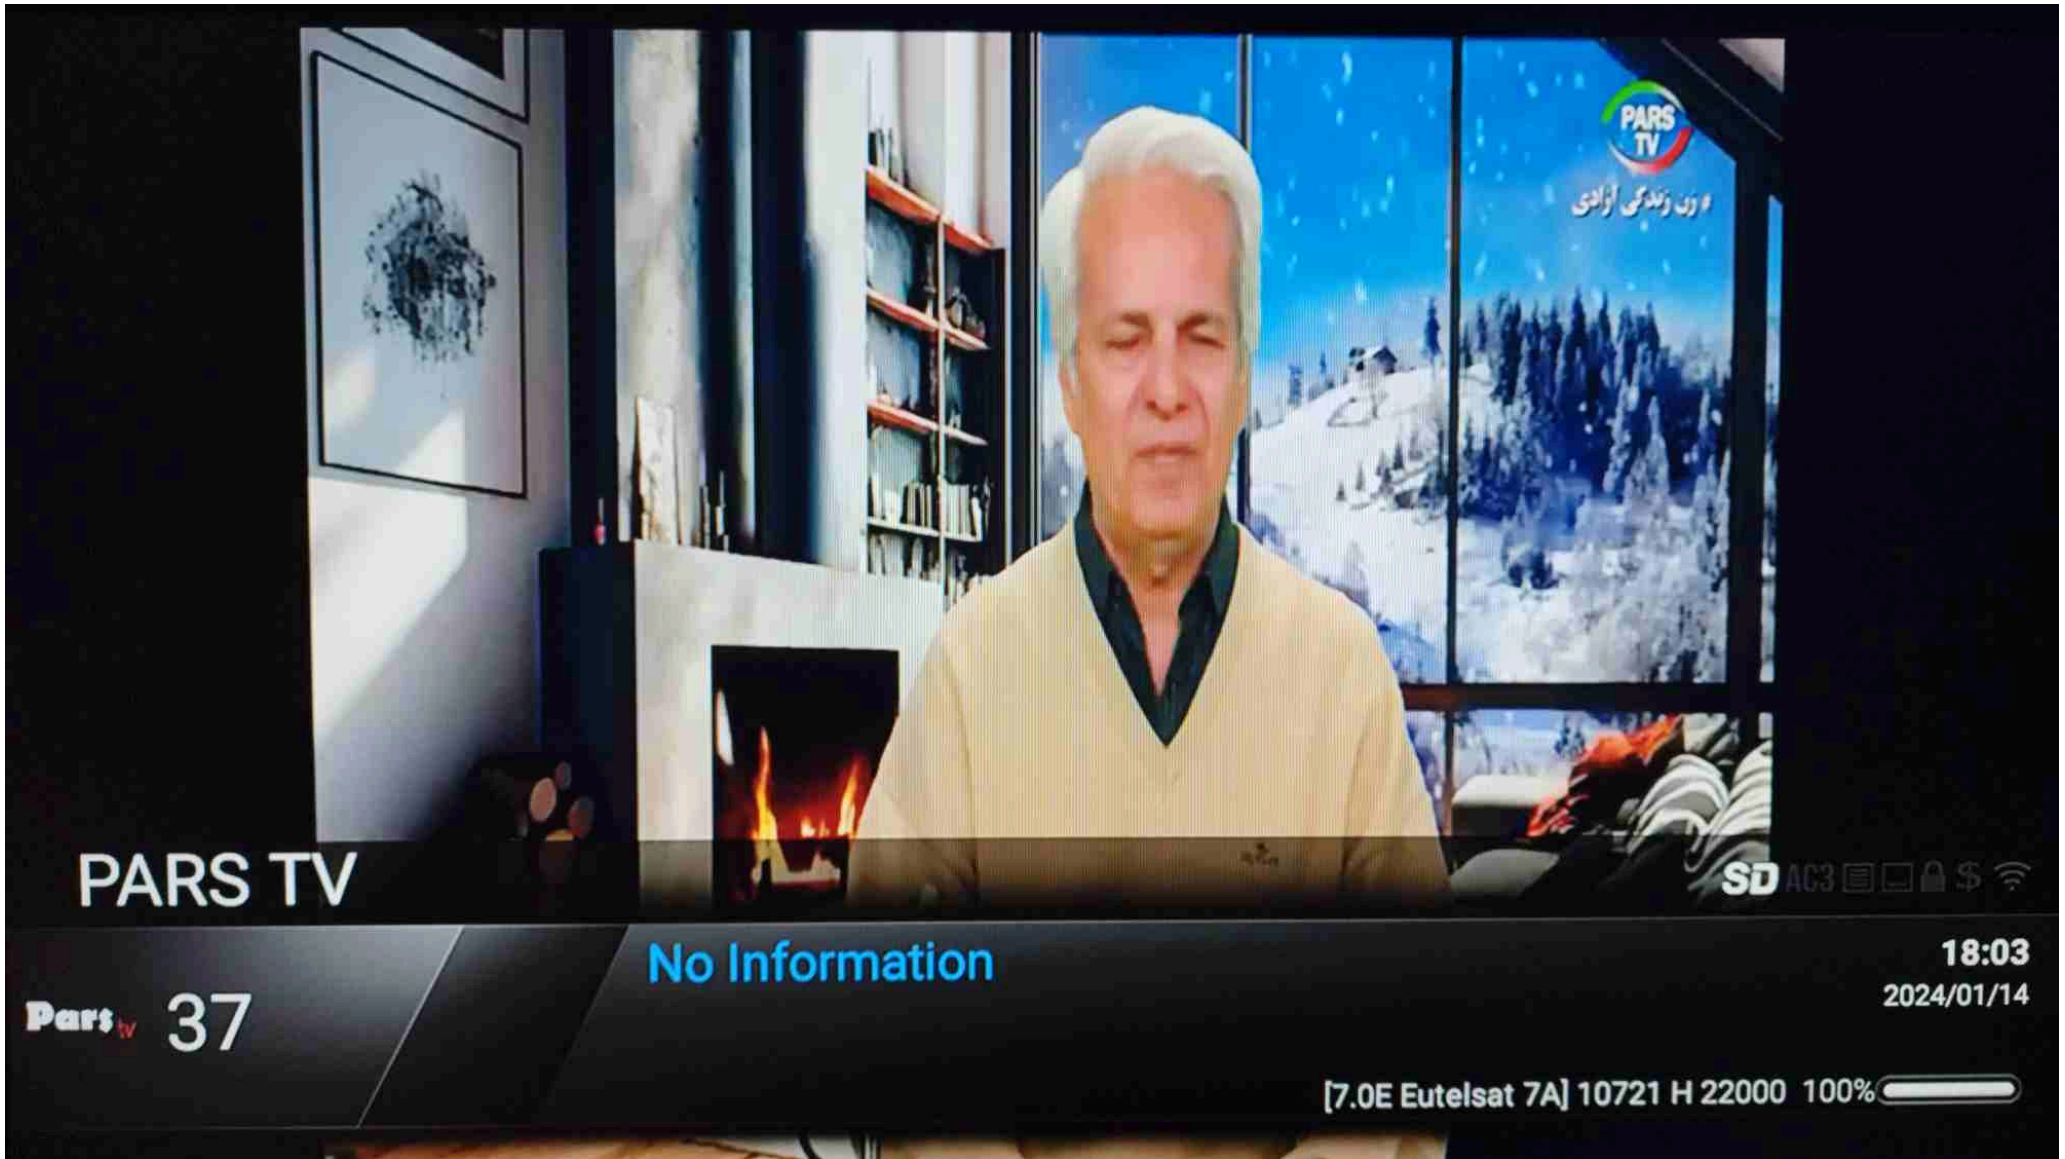 PARS
TV
# زن زندگی آزادی
PARS TV
SD AC3 $
No Information
18:03
2024/01/14
Pars tv 37
[7.0E Eutelsat 7A] 10721 H 22000 100%